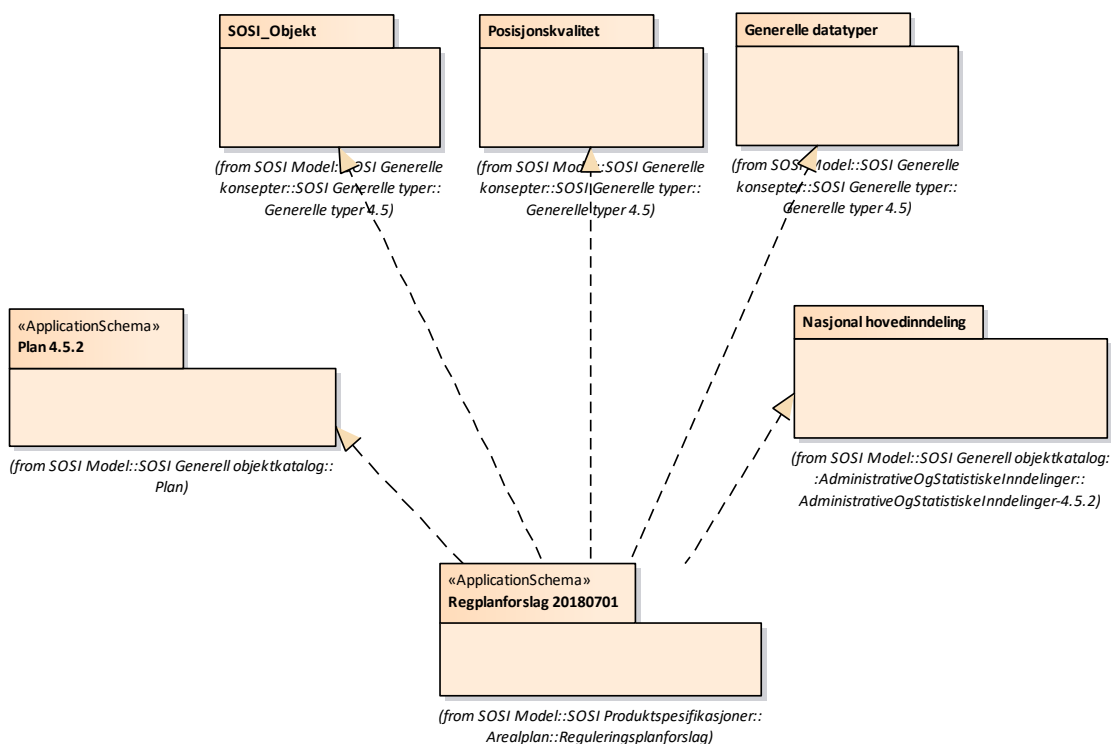 SOSI_Objekt
(from SOSI Model::SOSI Generelle
konsepter::SOSI Generelle typer::
Generelle typer 4.5)
Posisjonskvalitet
(from SOSI Model::SOSI Generelle
konsepter::SOSI Generelle typer::
Generelle typer 4.5)
Generelle datatyper
(from SOSI Model::SOSI Generelle
konsepter::SOSI Generelle typer::
Generelle typer 4.5)
«ApplicationSchema»
Plan 4.5.2
(from SOSI Model::SOSI Generell objektkatalog::
Plan)
Nasjonal hovedinndeling
(from SOSI Model::SOSI Generell objektkatalog:
:AdministrativeOgStatistiskeInndelinger::
AdministrativeOgStatistiskeInndelinger-4.5.2)
«ApplicationSchema»
Regplanforslag 20180701
(from SOSI Model::SOSI Produktspesifikasjoner::
Arealplan::Reguleringsplanforslag)